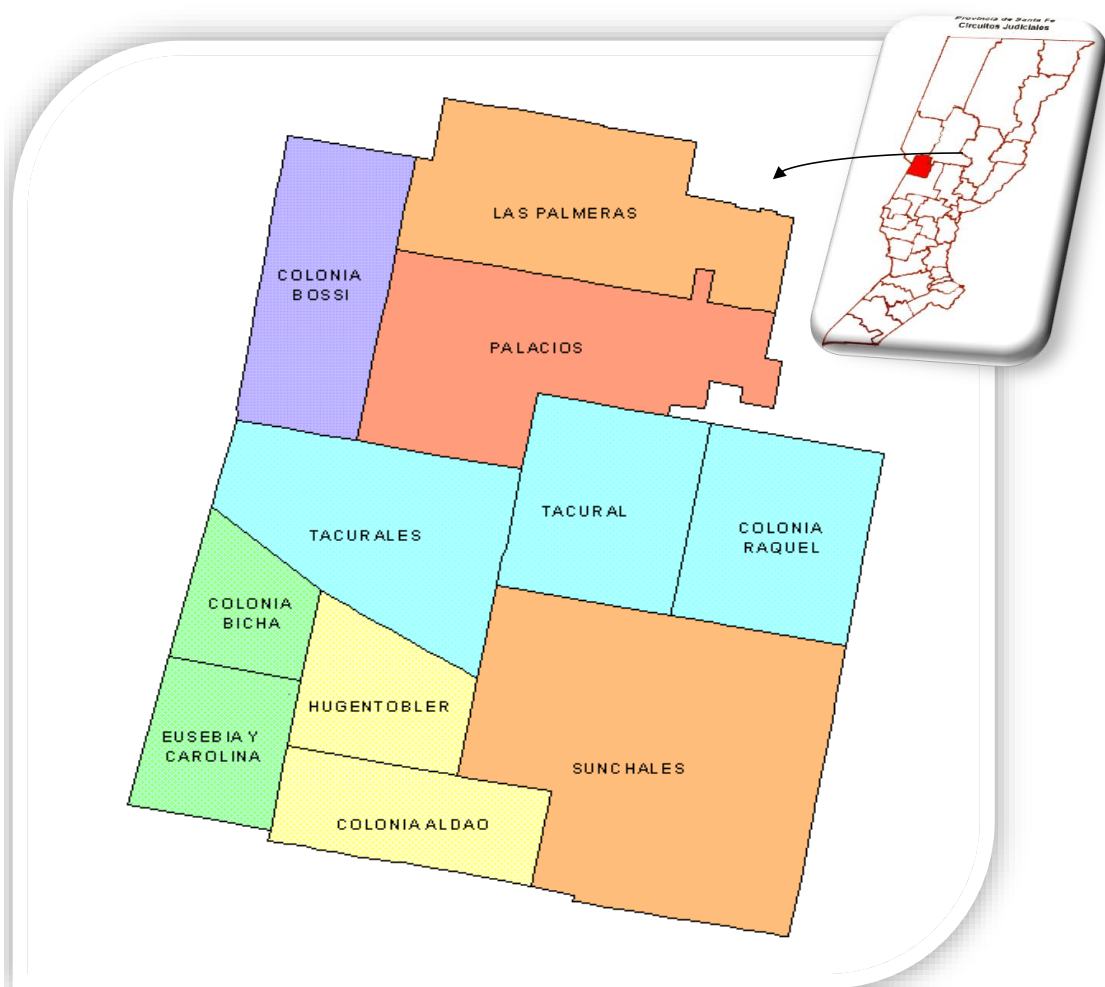 Provincia de Santa Fe
Circuitos Judiciales
LAS PALMERAS
COLONIA
BOSSI
PALACIOS
TACURAL
COLONIA
RAQUEL
TACURALES
COLONIA
BICHA
HUGENTOBLER
EUSEBIA Y
CAROLINA
SUNCHALES
COLONIA ALDAO